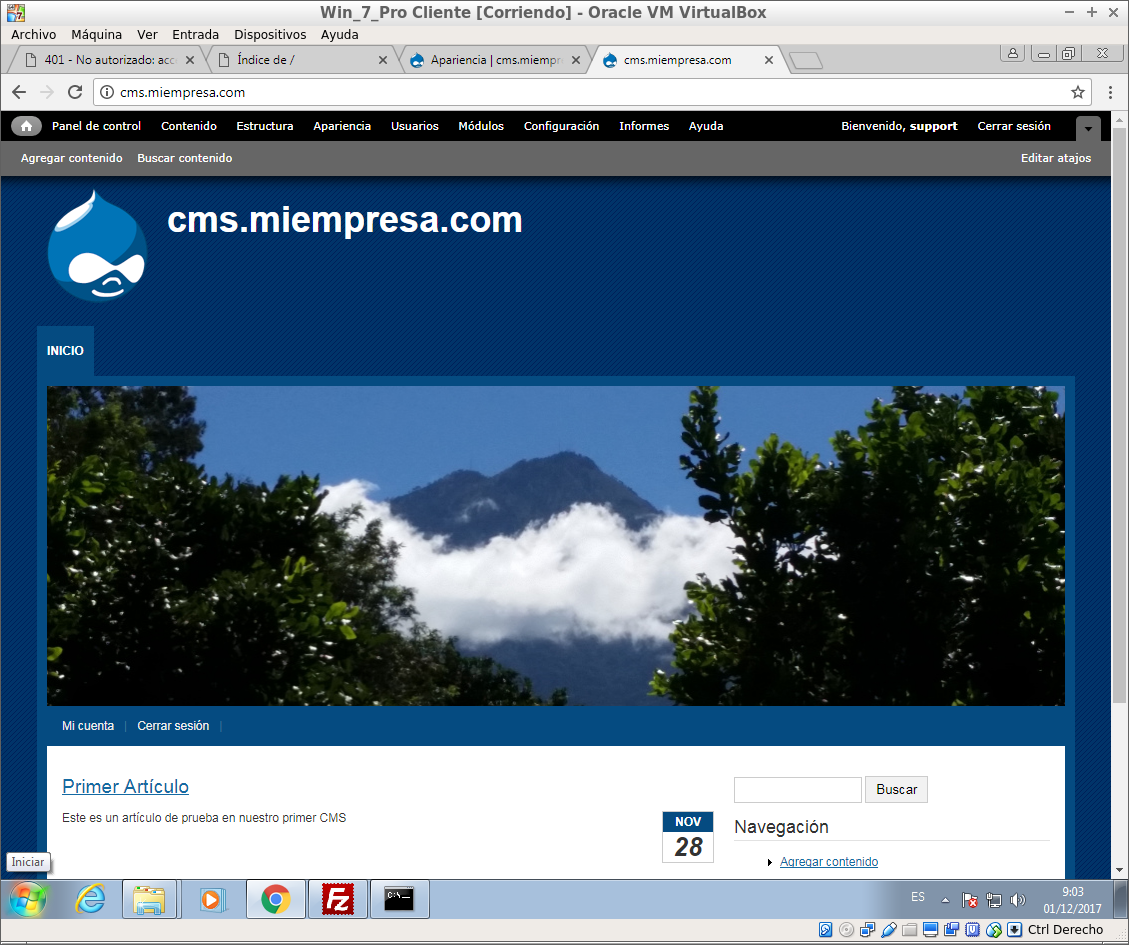 Win_7_Pro Cliente [Corriendo] - Oracle VM VirtualBox
Archivo Máquina Ver Entrada Dispositivos Ayuda
401 - No autorizado: acc Índice de / Apariencia | cms.miempr cms.miempresa.com
cms.miempresa.com
Panel de control Contenido Estructura Apariencia Usuarios Módulos Configuración Informes Ayuda Bienvenido, support Cerrar sesión
Agregar contenido Buscar contenido Editar atajos
cms.miempresa.com
INICIO
Mi cuenta Cerrar sesión
Primer Artículo
Buscar
Este es un artículo de prueba en nuestro primer CMS
NOV
28
Navegación
Agregar contenido
Iniciar
C:\
ES
9:03
01/12/2017
Ctrl Derecho